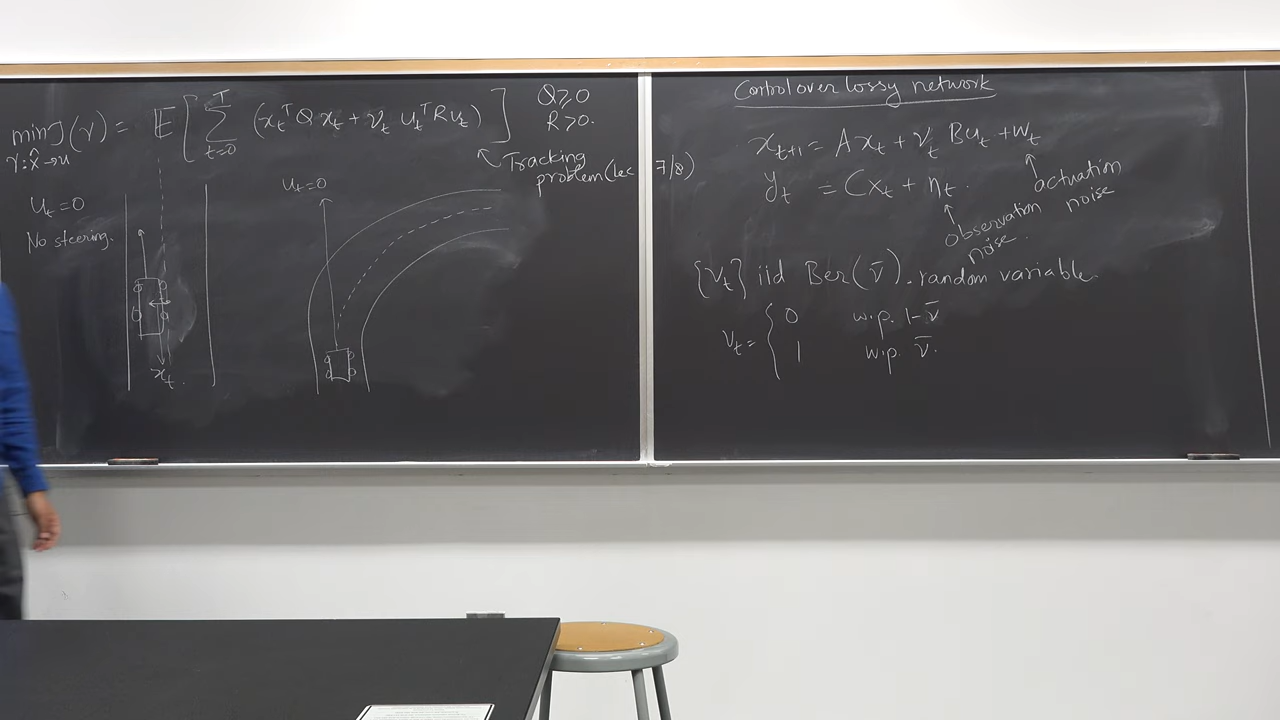 min J(γ) = E[ Σ_{t=0}^{T} (x_t^T Q x_t + ν_t u_t^T R u_t) ]
γ: x̂ → u
Q ≥ 0
R > 0.
Tracking
problem (lec 7/8)
u_t = 0
No steering.
x_t.
u_t = 0
Control over lossy network
x_{t+1} = A x_t + ν_t B u_t + w_t
y_t = C x_t + η_t.
actuation
noise
observation
noise.
{ν_t} iid Ber(ν̄). random variable.
ν_t = { 0 w.p. 1-ν̄
1 w.p. ν̄.